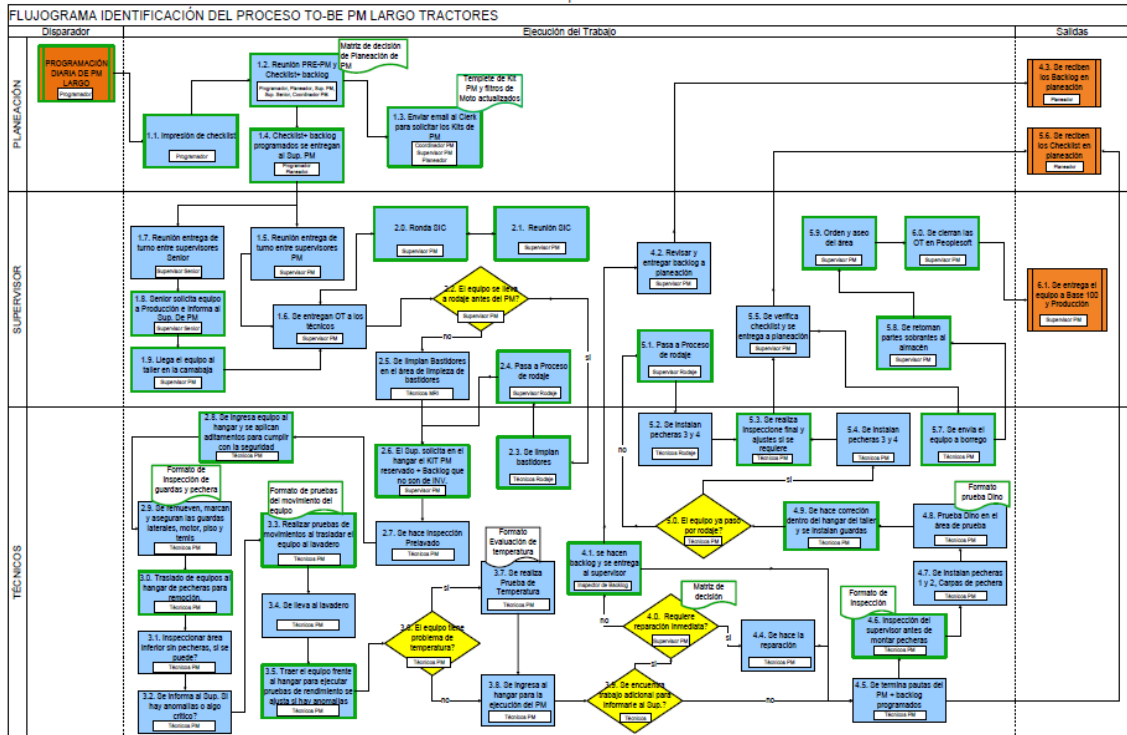 FLUJOGRAMA IDENTIFICACIÓN DEL PROCESO TO-BE PM LARGO TRACTORES
Disparador
Ejecución del Trabajo
Salidas
PLANEACIÓN
PROGRAMACIÓN
DIARIA DE PM
LARGO
Programador
1.1. Impresión de checklist
Programador
1.2. Reunión PRE-PM y
Checklist+ backlog
Programador, Planeador, Sup. PM,
Sup. Senior, Coordinador PM
Matriz de decisión
de Planeación de
PM
1.3. Enviar email al Clerk
para solicitar los Kits de
PM
Coordinador PM
Supervisor PM
Planeador
Templete de Kit
PM y filtros de
Moto actualizados
1.4. Checklist+ backlog
programados se entregan
al Sup. PM
Programador
Planeador
4.3. Se reciben
los Backlog en
planeación
Planeador
5.6. Se reciben
los Checklist en
planeación
Planeador
SUPERVISOR
1.7. Reunión entrega de
turno entre supervisores
Senior
Supervisor Senior
1.5. Reunión entrega de
turno entre supervisores
PM
Supervisor PM
2.0. Ronda SIC
Supervisor PM
2.1. Reunión SIC
Supervisor PM
1.8. Senior solicita equipo
a Producción e Informa al
Sup. De PM
Supervisor Senior
1.6. Se entregan OT a los
técnicos
Supervisor PM
2.2. El equipo se lleva
a rodaje antes del PM?
Supervisor PM
no
si
1.9. Llega el equipo al
taller en la camabaja
Supervisor PM
2.5. Se limpian Bastidores
en el área de limpieza de
bastidores
Técnicos MRI
2.4. Pasa a Proceso
de rodaje
Supervisor Rodaje
4.2. Revisar y
entregar backlog a
planeación
Supervisor PM
5.1. Pasa a Proceso
de rodaje
Supervisor Rodaje
5.9. Orden y aseo
del área
Supervisor PM
6.0. Se cierran las
OT en Peoplesoft
Supervisor PM
5.5. Se verifica
checklist y se
entrega a planeación
Supervisor PM
5.8. Se retornan
partes sobrantes al
almacén
Supervisor PM
6.1. Se entrega el
equipo a Base 100
y Producción
Supervisor PM
TÉCNICOS
2.8. Se ingresa equipo al
hangar y se aplican
aditamentos para cumplir
con la seguridad
Técnicos PM
2.6. El Sup. solicita en el
hangar el KIT PM
reservado + Backlog que
no son de INV.
Supervisor PM
2.3. Se limpian
bastidores
Técnicos Rodaje
2.7. Se hace Inspección
Prelavado
Técnicos PM
Formato de
Inspección de
guardas y pechera
2.9. Se remueven, marcan
y aseguran las guardas
laterales, motor, piso y
temis
Técnicos PM
3.0. Traslado de equipos al
hangar de pecheras para
remoción.
Técnicos PM
3.1. Inspeccionar área
inferior sin pecheras, si se
puede?
Técnicos PM
3.2. Se informa al Sup. Si
hay anomalías o algo
crítico?
Técnicos PM
Formato de pruebas
del movimiento del
equipo
3.3. Realizar pruebas de
movimientos al trasladar el
equipo al lavadero
Técnicos PM
3.4. Se lleva al lavadero
Técnicos PM
3.5. Traer el equipo frente
al hangar para ejecutar
pruebas de rendimiento se
ajusta si hay anomalías
Técnicos PM
3.6. El equipo tiene
problema de
temperatura?
Técnicos PM
si
no
Formato
Evaluación de
temperatura
3.7. Se realiza
Prueba de
Temperatura
Técnicos PM
3.8. Se ingresa al
hangar para la
ejecución del PM
Técnicos PM
3.9. Se encuentra
trabajo adicional para
informarle al Sup.?
Técnicos
si
no
4.0. Requiere
reparación inmediata?
Supervisor PM
Matriz de
decisión
no
si
4.1. se hacen
backlog y se entrega
al supervisor
Inspector de Backlog
4.4. Se hace la
reparación
Técnicos PM
4.5. Se termina pautas del
PM + backlog
programados
Técnicos PM
Formato de
Inspección
4.6. Inspección del
supervisor antes de
montar pecheras
Técnicos PM
4.7. Se instalan pecheras
1 y 2, Carpas de pechera
Técnicos PM
Formato
prueba Dino
4.8. Prueba Dino en el
área de prueba
Técnicos PM
4.9. Se hace correción
dentro del hangar del taller
y se instalan guardas
Técnicos PM
5.0. El equipo ya paso
por rodaje?
Técnicos PM
no
si
5.2. Se instalan
pecheras 3 y 4
Técnicos Rodaje
5.3. Se realiza
inspeccione final y
ajustes si se
requiere
Técnicos PM
5.4. Se instalan
pecheras 3 y 4
Técnicos PM
5.7. Se envia el
equipo a borrego
Técnicos PM